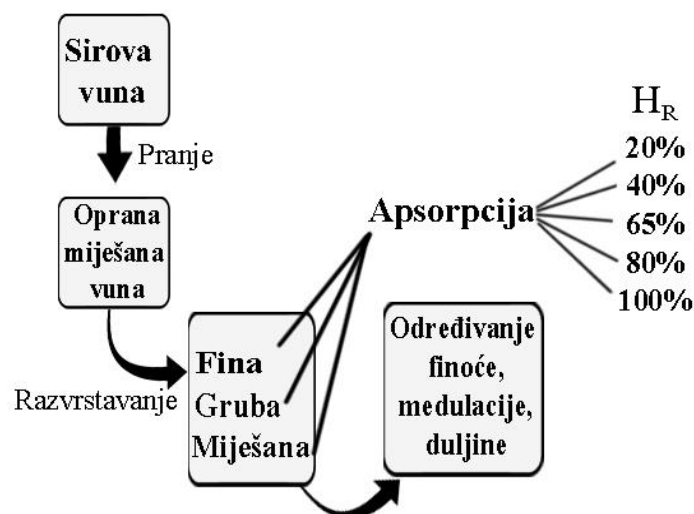 Sirova
vuna
Pranje
Oprana
miješana
vuna
Razvrstavanje
Fina
Gruba
Miješana
Apsorpcija
H_R
20%
40%
65%
80%
100%
Određivanje
finoće,
medulacije,
duljine